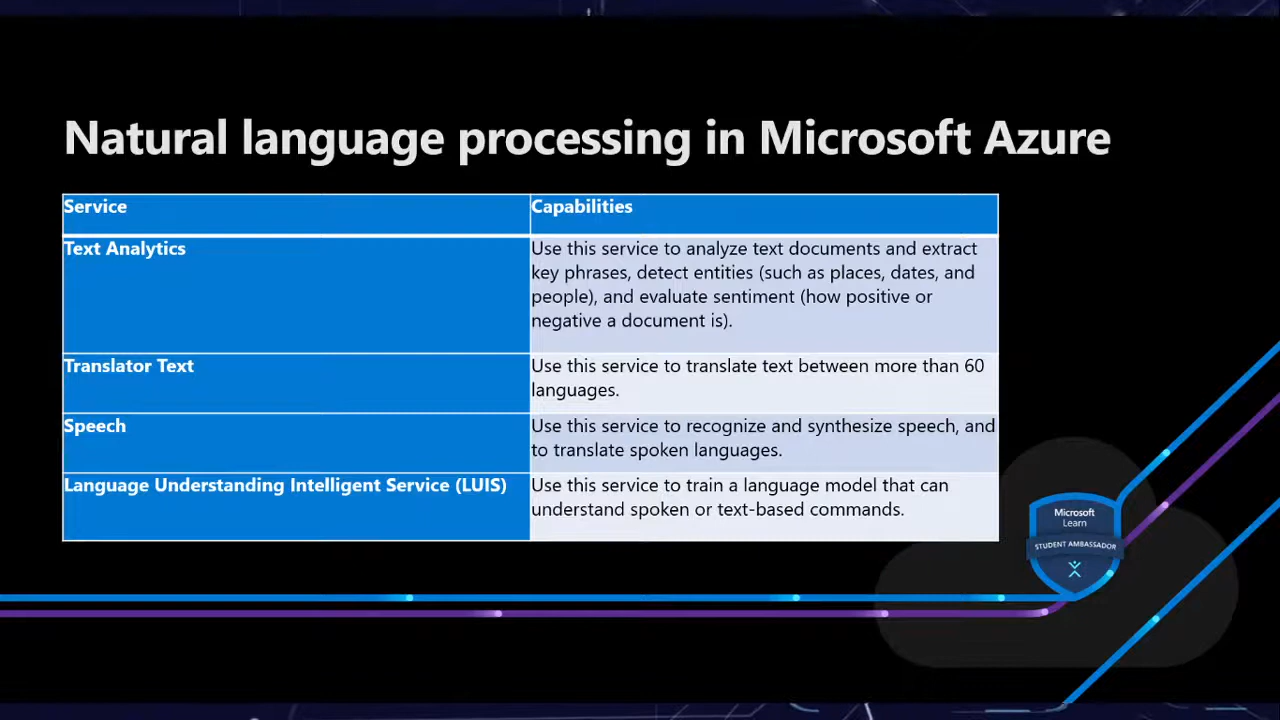 Natural language processing in Microsoft Azure
Service
Capabilities
Text Analytics
Use this service to analyze text documents and extract
key phrases, detect entities (such as places, dates, and
people), and evaluate sentiment (how positive or
negative a document is).
Translator Text
Use this service to translate text between more than 60
languages.
Speech
Use this service to recognize and synthesize speech, and
to translate spoken languages.
Language Understanding Intelligent Service (LUIS)
Use this service to train a language model that can
understand spoken or text-based commands.
Microsoft
Learn
STUDENT AMBASSADOR